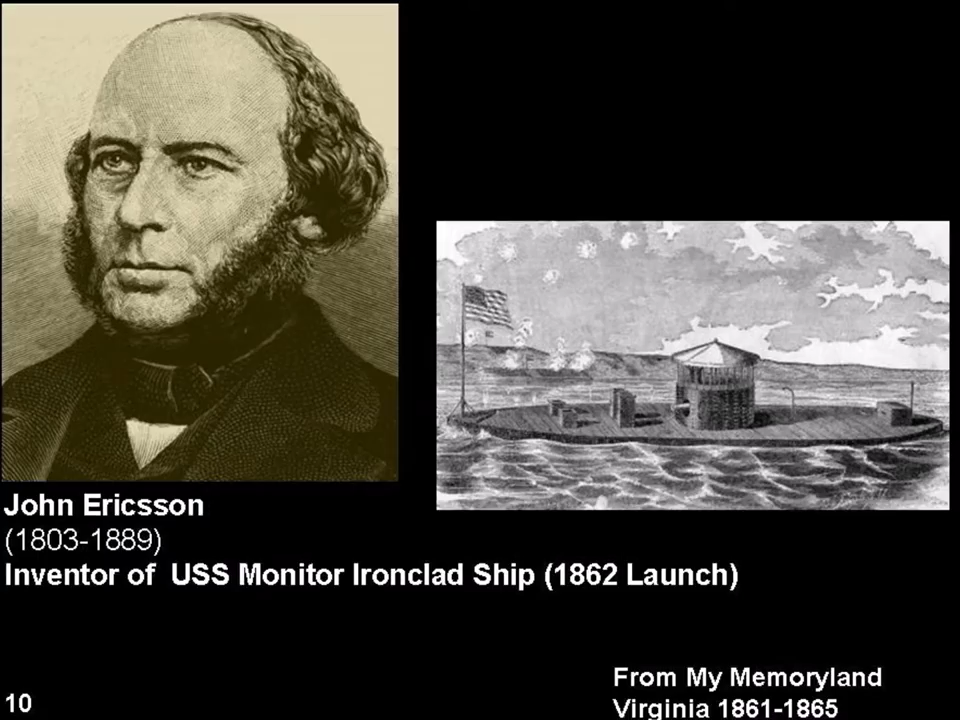 John Ericsson
(1803-1889)
Inventor of USS Monitor Ironclad Ship (1862 Launch)
From My Memoryland
Virginia 1861-1865
10